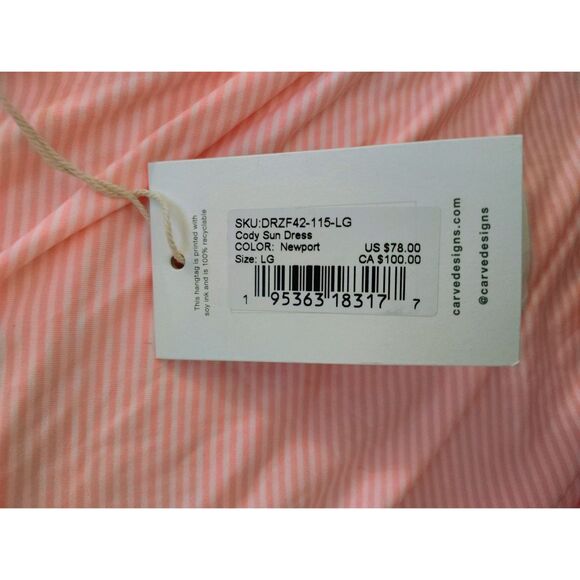 This hangtag is printed with
soy ink and is 100% recyclable
SKU:DRZF42-115-LG
Cody Sun Dress
COLOR: Newport US $78.00
Size: LG CA $100.00
1 95363 18317 7
carvedesigns.com
@carvedesigns